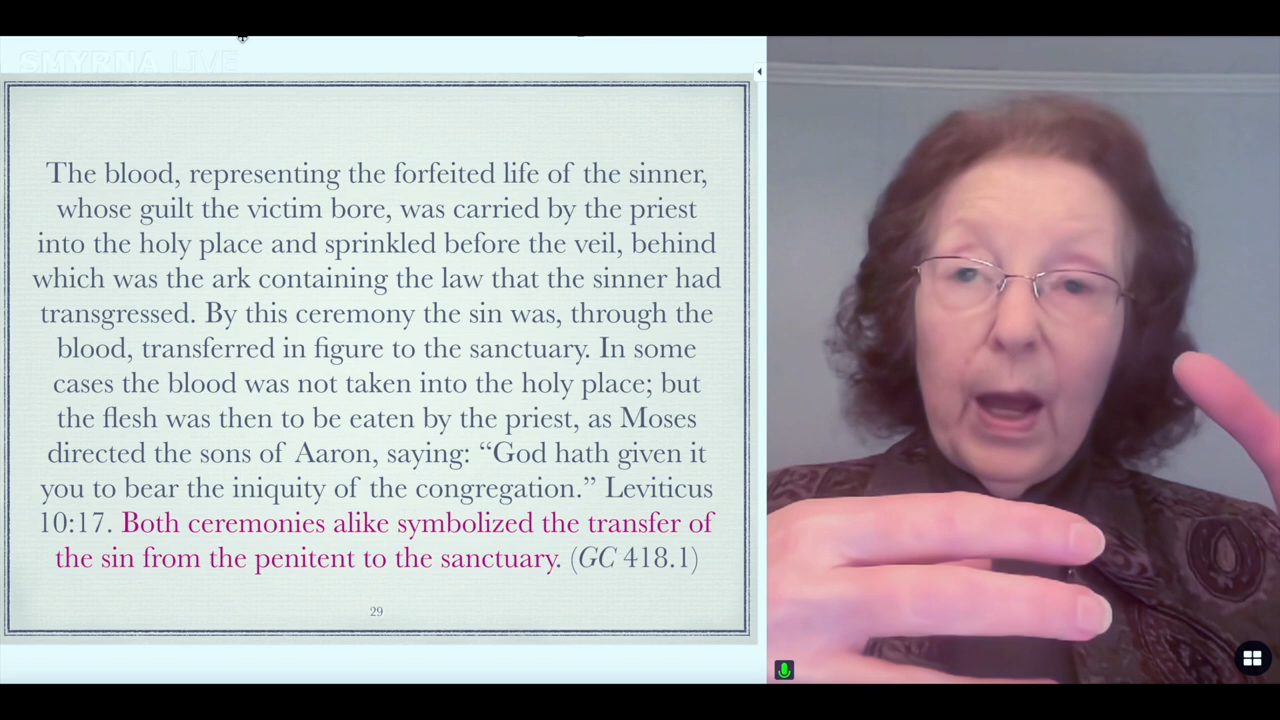 SMYRNA LIVE
The blood, representing the forfeited life of the sinner,
whose guilt the victim bore, was carried by the priest
into the holy place and sprinkled before the veil, behind
which was the ark containing the law that the sinner had
transgressed. By this ceremony the sin was, through the
blood, transferred in figure to the sanctuary. In some
cases the blood was not taken into the holy place; but
the flesh was then to be eaten by the priest, as Moses
directed the sons of Aaron, saying: “God hath given it
you to bear the iniquity of the congregation.” Leviticus
10:17. Both ceremonies alike symbolized the transfer of
the sin from the penitent to the sanctuary. (GC 418.1)
29